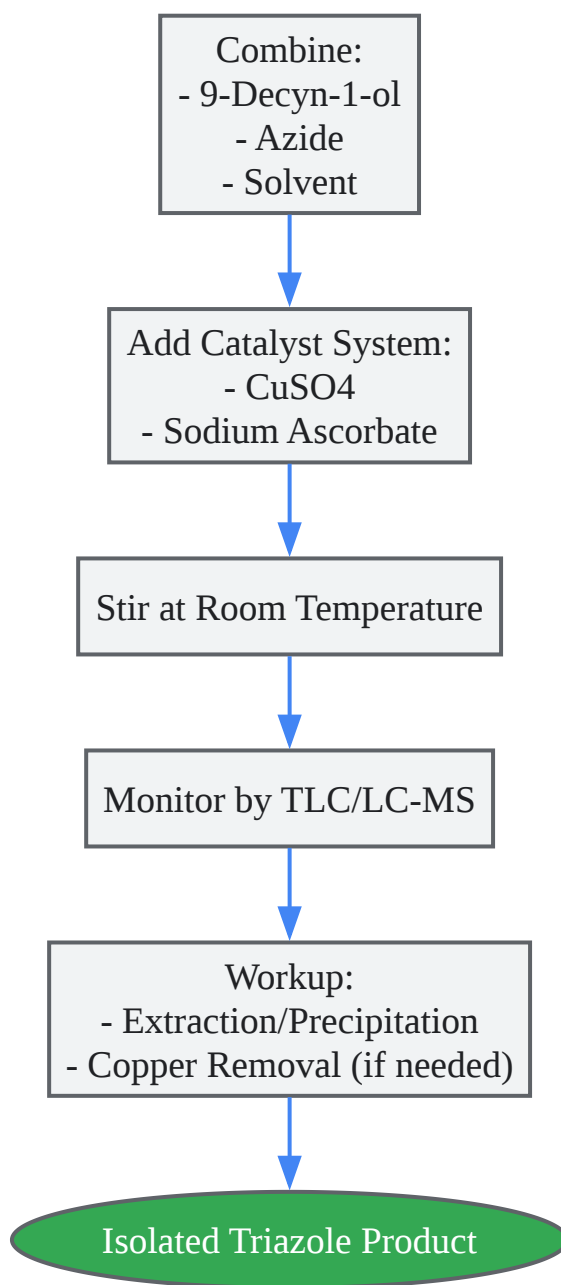 Combine:
- 9-Decyn-1-ol
- Azide
- Solvent
Add Catalyst System:
- CuSO4
- Sodium Ascorbate
Stir at Room Temperature
Monitor by TLC/LC-MS
Workup:
- Extraction/Precipitation
- Copper Removal (if needed)
Isolated Triazole Product